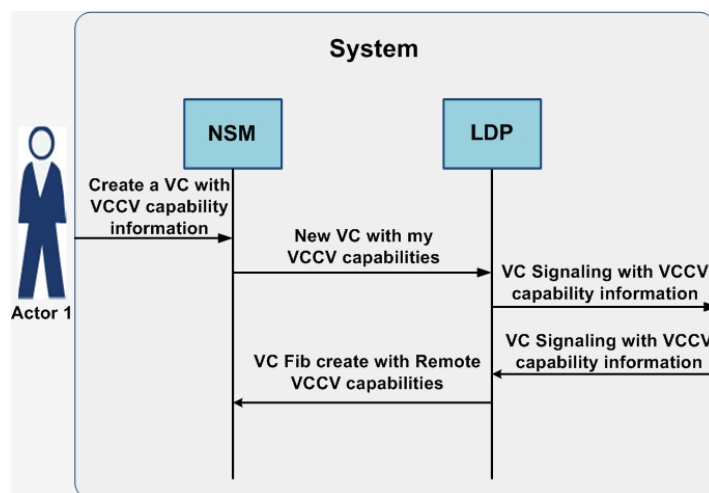 System
NSM
LDP
Create a VC with
VCCV capability
information
New VC with my
VCCV capabilities
VC Signaling with VCCV
capability information
Actor 1
VC Signaling with VCCV
capability information
VC Fib create with Remote
VCCV capabilities